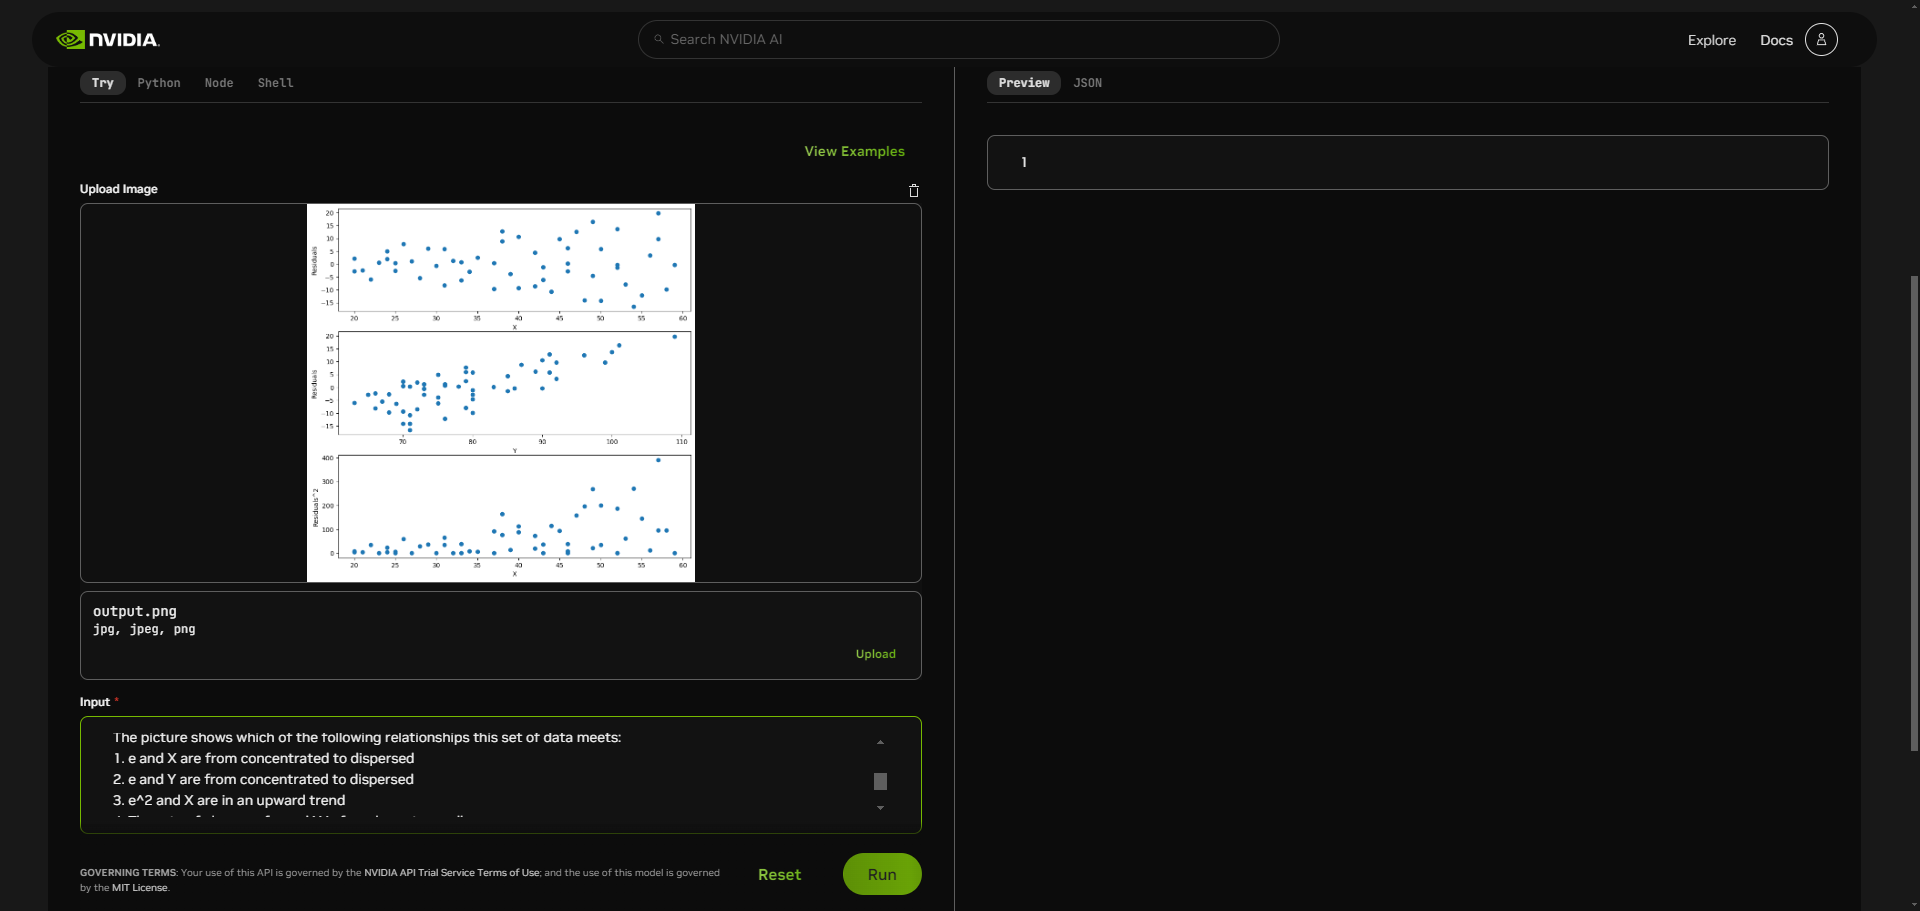 NVIDIA.
Search NVIDIA AI
Explore
Docs
Try
Python
Node
Shell
Preview
JSON
View Examples
1
Upload Image
20
15
10
5
0
−5
−10
−15
Residuals
20 25 30 35 40 45 50 55 60
X
20
15
10
5
0
−5
−10
−15
Residuals
70 80 90 100 110
Y
400
300
200
100
0
Residuals^2
20 25 30 35 40 45 50 55 60
X
output.png
jpg, jpeg, png
Upload
Input *
The picture shows which of the following relationships this set of data meets:
1. e and X are from concentrated to dispersed
2. e and Y are from concentrated to dispersed
3. e^2 and X are in an upward trend
GOVERNING TERMS: Your use of this API is governed by the NVIDIA API Trial Service Terms of Use; and the use of this model is governed
by the MIT License.
Reset
Run